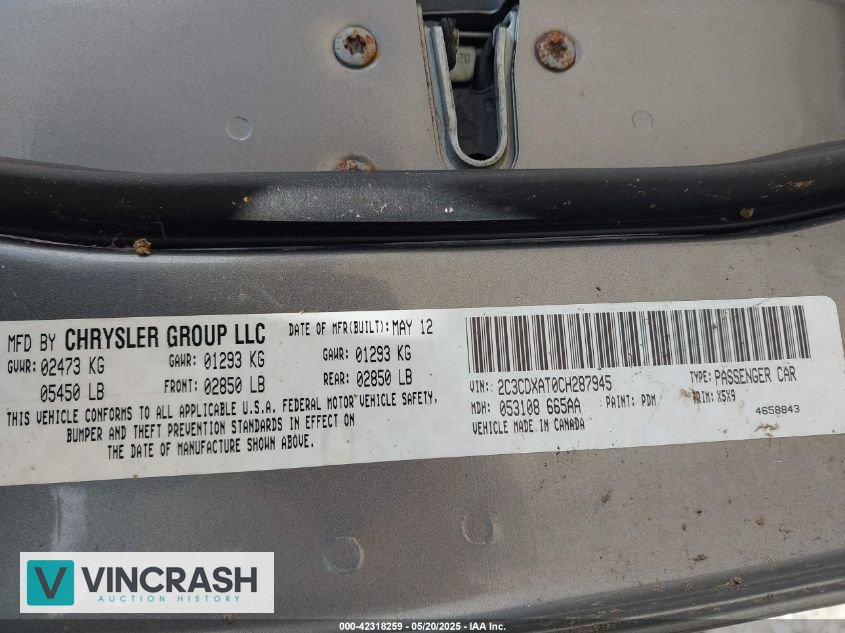 20
MFD BY CHRYSLER GROUP LLC DATE OF MFR(BUILT): MAY 12
GVWR: 02473 KG GAWR: 01293 KG GAWR: 01293 KG
05450 LB FRONT: 02850 LB REAR: 02850 LB
THIS VEHICLE CONFORMS TO ALL APPLICABLE U.S.A. FEDERAL MOTOR VEHICLE SAFETY,
BUMPER AND THEFT PREVENTION STANDARDS IN EFFECT ON
THE DATE OF MANUFACTURE SHOWN ABOVE.
VIN: 2C3CDXAT0CH287945 TYPE: PASSENGER CAR
MDH: 053108 665AA PAINT: PDM TRIM: X5X9
VEHICLE MADE IN CANADA 4658843
VINCRASH
AUCTION HISTORY
000-42318259 - 05/20/2025 - IAA Inc.